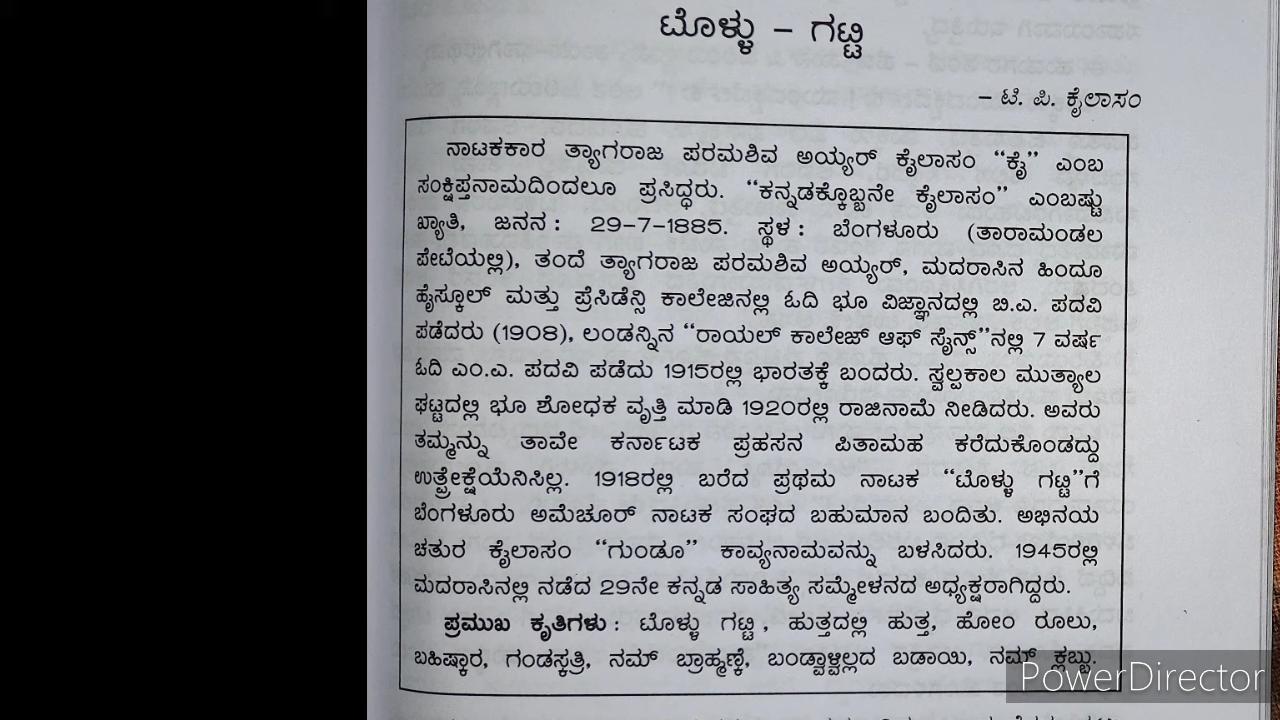 ಟೊಳ್ಳು – ಗಟ್ಟಿ
– ಟಿ. ಪಿ. ಕೈಲಾಸಂ
ನಾಟಕಕಾರ ತ್ಯಾಗರಾಜ ಪರಮಶಿವ ಅಯ್ಯರ್ ಕೈಲಾಸಂ “ಕೈ” ಎಂಬ
ಸಂಕ್ಷಿಪ್ತನಾಮದಿಂದಲೂ ಪ್ರಸಿದ್ಧರು. “ಕನ್ನಡಕ್ಕೊಬ್ಬನೇ ಕೈಲಾಸಂ” ಎಂಬಷ್ಟು
ಖ್ಯಾತಿ, ಜನನ : 29-7-1885. ಸ್ಥಳ : ಬೆಂಗಳೂರು (ತಾರಾಮಂಡಲ
ಪೇಟೆಯಲ್ಲಿ), ತಂದೆ ತ್ಯಾಗರಾಜ ಪರಮಶಿವ ಅಯ್ಯರ್, ಮದರಾಸಿನ ಹಿಂದೂ
ಹೈಸ್ಕೂಲ್ ಮತ್ತು ಪ್ರೆಸಿಡೆನ್ಸಿ ಕಾಲೇಜಿನಲ್ಲಿ ಓದಿ ಭೂ ವಿಜ್ಞಾನದಲ್ಲಿ ಬಿ.ಎ. ಪದವಿ
ಪಡೆದರು (1908), ಲಂಡನ್ನಿನ “ರಾಯಲ್ ಕಾಲೇಜ್ ಆಫ್ ಸೈನ್ಸ್”ನಲ್ಲಿ 7 ವರ್ಷ
ಓದಿ ಎಂ.ಎ. ಪದವಿ ಪಡೆದು 1915ರಲ್ಲಿ ಭಾರತಕ್ಕೆ ಬಂದರು. ಸ್ವಲ್ಪಕಾಲ ಮುತ್ಯಾಲ
ಘಟ್ಟದಲ್ಲಿ ಭೂ ಶೋಧಕ ವೃತ್ತಿ ಮಾಡಿ 1920ರಲ್ಲಿ ರಾಜಿನಾಮೆ ನೀಡಿದರು. ಅವರು
ತಮ್ಮನ್ನು ತಾವೇ ಕರ್ನಾಟಕ ಪ್ರಹಸನ ಪಿತಾಮಹ ಕರೆದುಕೊಂಡದ್ದು
ಉತ್ಪ್ರೇಕ್ಷೆಯೆನಿಸಿಲ್ಲ. 1918ರಲ್ಲಿ ಬರೆದ ಪ್ರಥಮ ನಾಟಕ “ಟೊಳ್ಳು ಗಟ್ಟಿ”ಗೆ
ಬೆಂಗಳೂರು ಅಮೆಚೂರ್ ನಾಟಕ ಸಂಘದ ಬಹುಮಾನ ಬಂದಿತು. ಅಭಿನಯ
ಚತುರ ಕೈಲಾಸಂ “ಗುಂಡೂ” ಕಾವ್ಯನಾಮವನ್ನು ಬಳಸಿದರು. 1945ರಲ್ಲಿ
ಮದರಾಸಿನಲ್ಲಿ ನಡೆದ 29ನೇ ಕನ್ನಡ ಸಾಹಿತ್ಯ ಸಮ್ಮೇಳನದ ಅಧ್ಯಕ್ಷರಾಗಿದ್ದರು.
ಪ್ರಮುಖ ಕೃತಿಗಳು : ಟೊಳ್ಳು ಗಟ್ಟಿ, ಹುತ್ತದಲ್ಲಿ ಹುತ್ತ, ಹೋಂ ರೂಲು,
ಬಹಿಷ್ಕಾರ, ಗಂಡಸ್ಕತ್ರಿ, ನಮ್ ಬ್ರಾಹ್ಮಣ್ಕೆ, ಬಂಡ್ವಾಳ್ವಿಲ್ಲದ ಬಡಾಯಿ, ನಮ್ ಕ್ಲಬ್ಬು.
PowerDirector